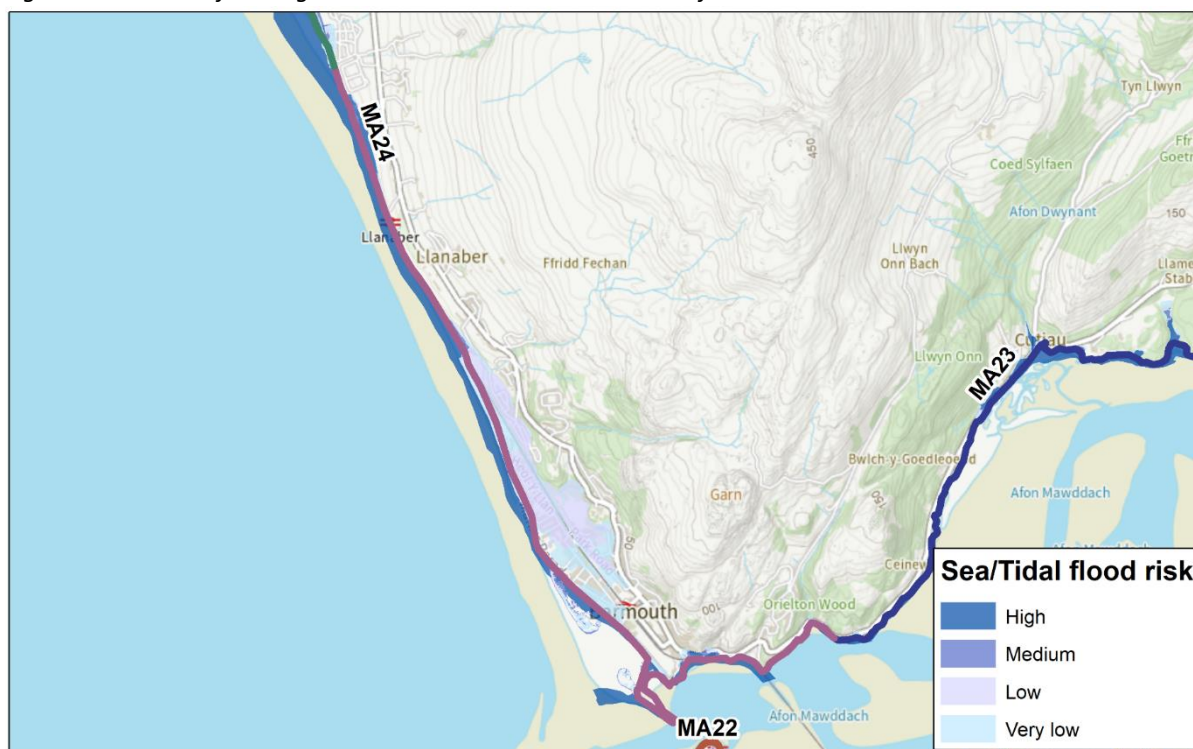 Tyn Llwyn
Coed Sylfaen
Afon Dwynant
150
450
MA24
Llanaber
Llanaber
Ffridd Fechan
Llwyn
Onn Bach
Cutiau
Llwyn Onn
MA23
Bwlch-y-Goedleoedd
150
Garn
Afon Mawddach
50
Barmouth
100
Orielton Wood
MA22
Afon Mawddach
Sea/Tidal flood risk
High
Medium
Low
Very low